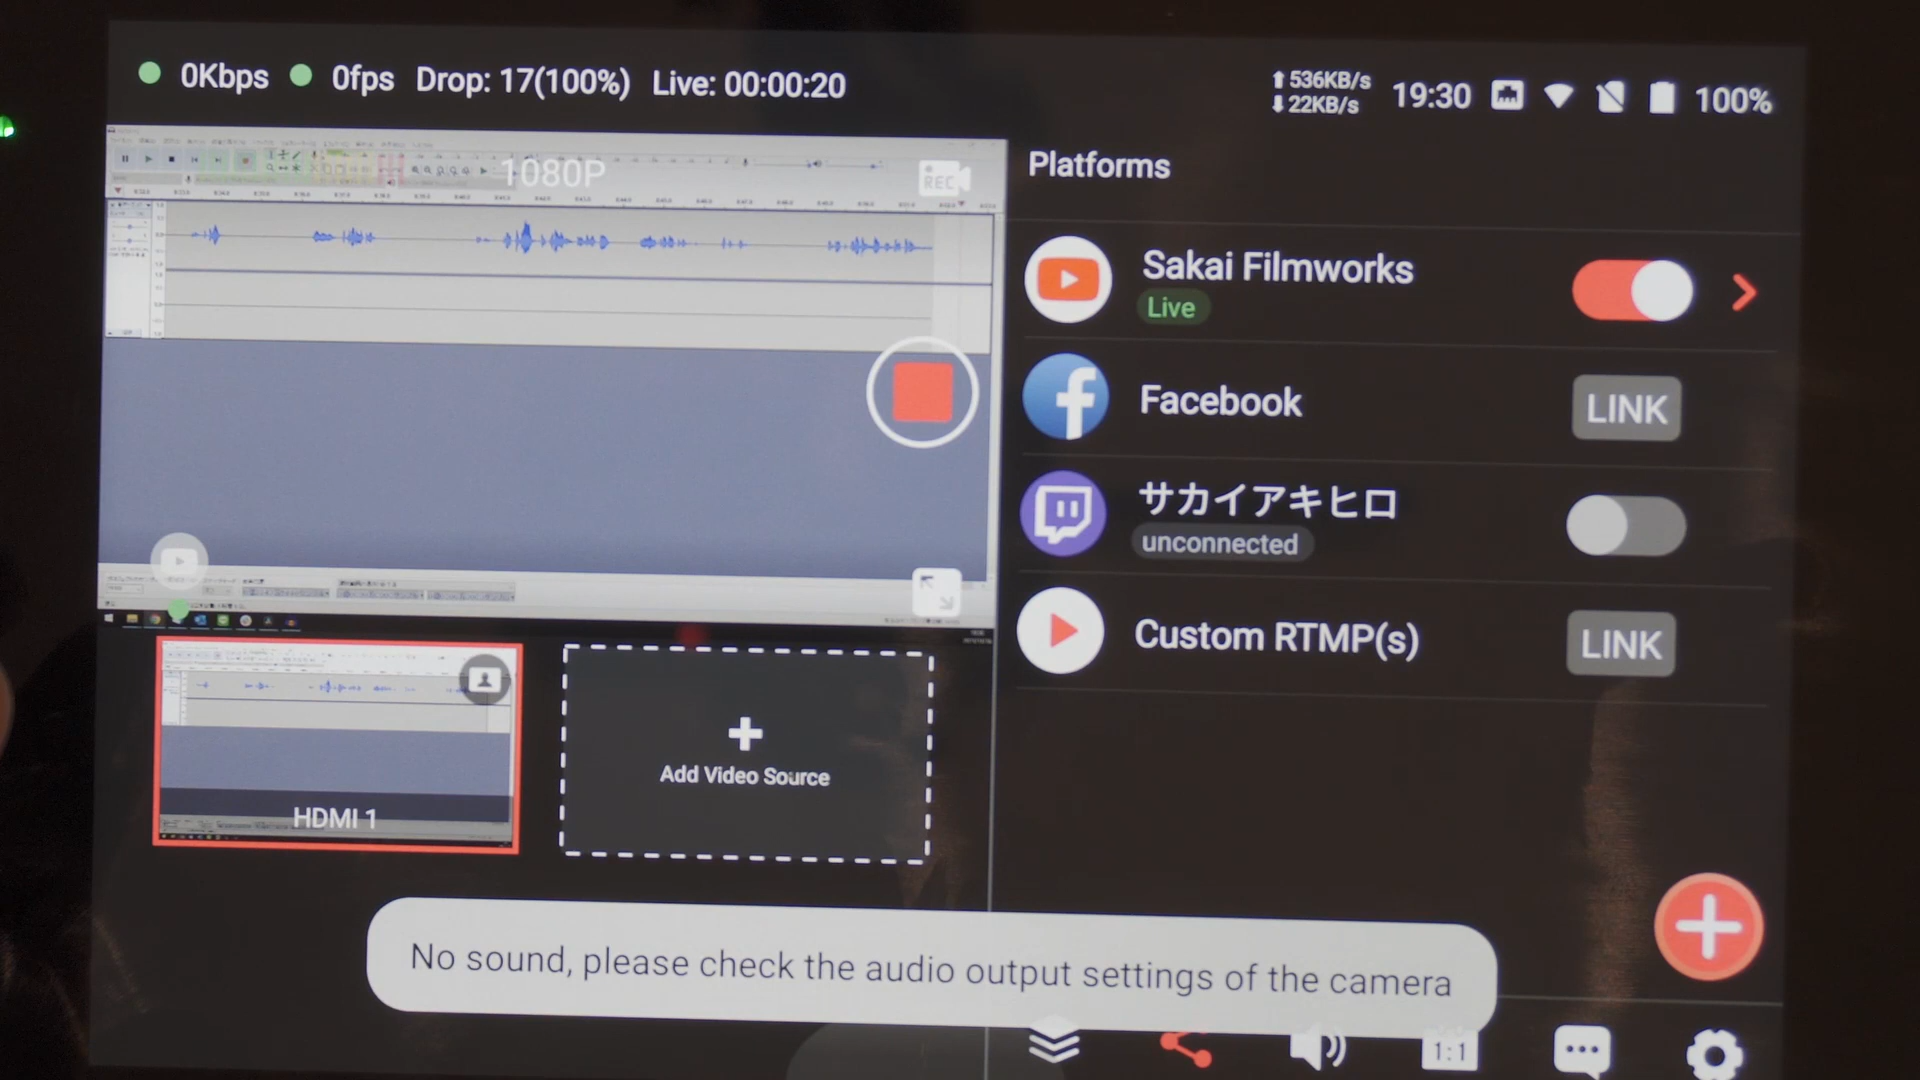 0Kbps 0fps Drop: 17(100%) Live: 00:00:20
536KB/s
22KB/s
19:30
100%
1080P
REC
Platforms
Sakai Filmworks
Live
Facebook
LINK
サカイアキヒロ
unconnected
Custom RTMP(s)
LINK
HDMI 1
Add Video Source
No sound, please check the audio output settings of the camera
1:1